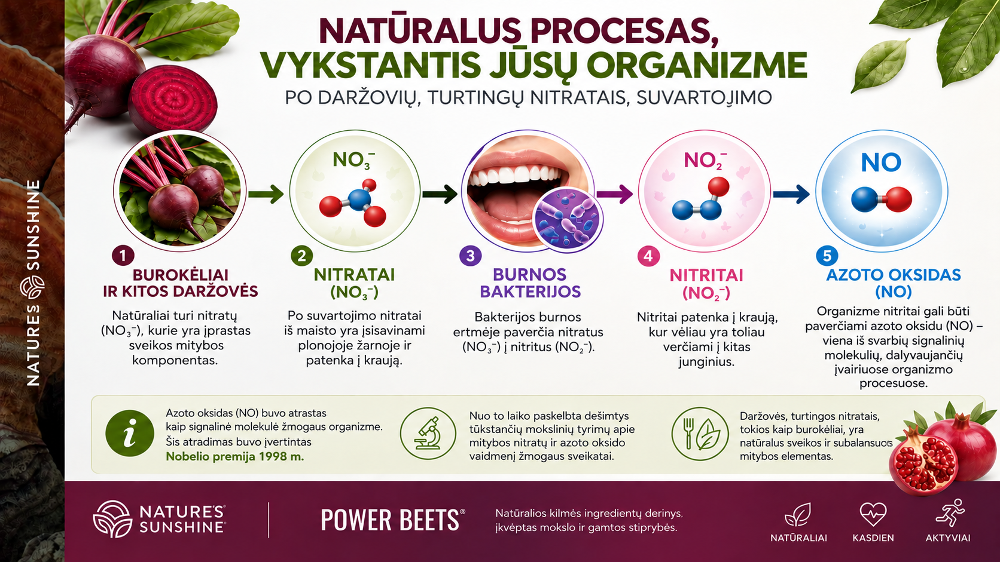 NATŪRALUS PROCESAS,
VYKSTANTIS JŪSŲ ORGANIZME
PO DARŽOVIŲ, TURTINGŲ NITRATAIS, SUVARTOJIMO
NATURE'S SUNSHINE
NO₃⁻
NO₂⁻
NO
1
BUROKĖLIAI
IR KITOS DARŽOVĖS
Natūraliai turi nitratų
(NO₃⁻), kurie yra įprastas
sveikos mitybos
komponentas.
2
NITRATAI
(NO₃⁻)
Po suvartojimo nitratai
iš maisto yra įsisavinami
plonojoje žarnoje ir
patenka į kraują.
3
BURNOS
BAKTERIJOS
Bakterijos burnos
ertmėje paverčia nitratus
(NO₃⁻) į nitritus (NO₂⁻).
4
NITRITAI
(NO₂⁻)
Nitritai patenka į kraują,
kur vėliau yra toliau
verčiami į kitas
junginius.
5
AZOTO OKSIDAS
(NO)
Organizme nitritai gali būti
paverčiami azoto oksidu (NO) –
viena iš svarbių signalinių
molekulių, dalyvaujančių
įvairiuose organizmo
procesuose.
i
Azoto oksidas (NO) buvo atrastas
kaip signalinė molekulė žmogaus organizme.
Šis atradimas buvo įvertintas
Nobelio premija 1998 m.
Nuo to laiko paskelbta dešimtys
tūkstančių mokslinių tyrimų apie
mitybos nitratų ir azoto oksido
vaidmenį žmogaus sveikatai.
Daržovės, turtingos nitratais,
tokios kaip burokėliai, yra
natūralus sveikos ir subalansuos
mitybos elementas.
NATURE'S
SUNSHINE®
POWER BEETS®
Natūralios kilmės ingredientų derinys.
įkvėptas mokslo ir gamtos stiprybės.
NATŪRALIAI
KASDIEN
AKTYVIAI